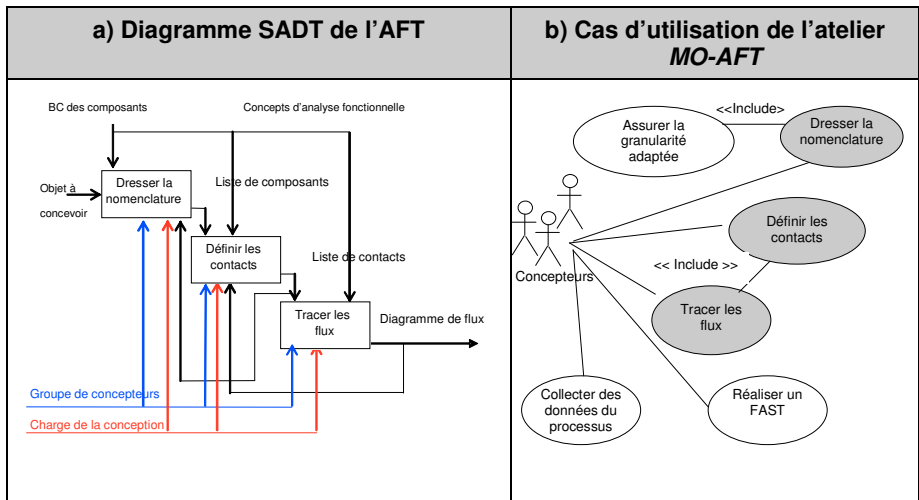 a) Diagramme SADT de l'AFT
b) Cas d'utilisation de l'atelier
MO-AFT
BC des composants
Concepts d'analyse fonctionnelle
Objet à
concevoir
Dresser la
nomenclature
Liste de composants
Définir les
contacts
Liste de contacts
Tracer les
flux
Diagramme de flux
Groupe de concepteurs
Charge de la conception
<<Include>
Assurer la
granularité
adaptée
Dresser la
nomenclature
Définir les
contacts
<< Include >>
Concepteurs
Tracer les
flux
Collecter des
données du
processus
Réaliser un
FAST